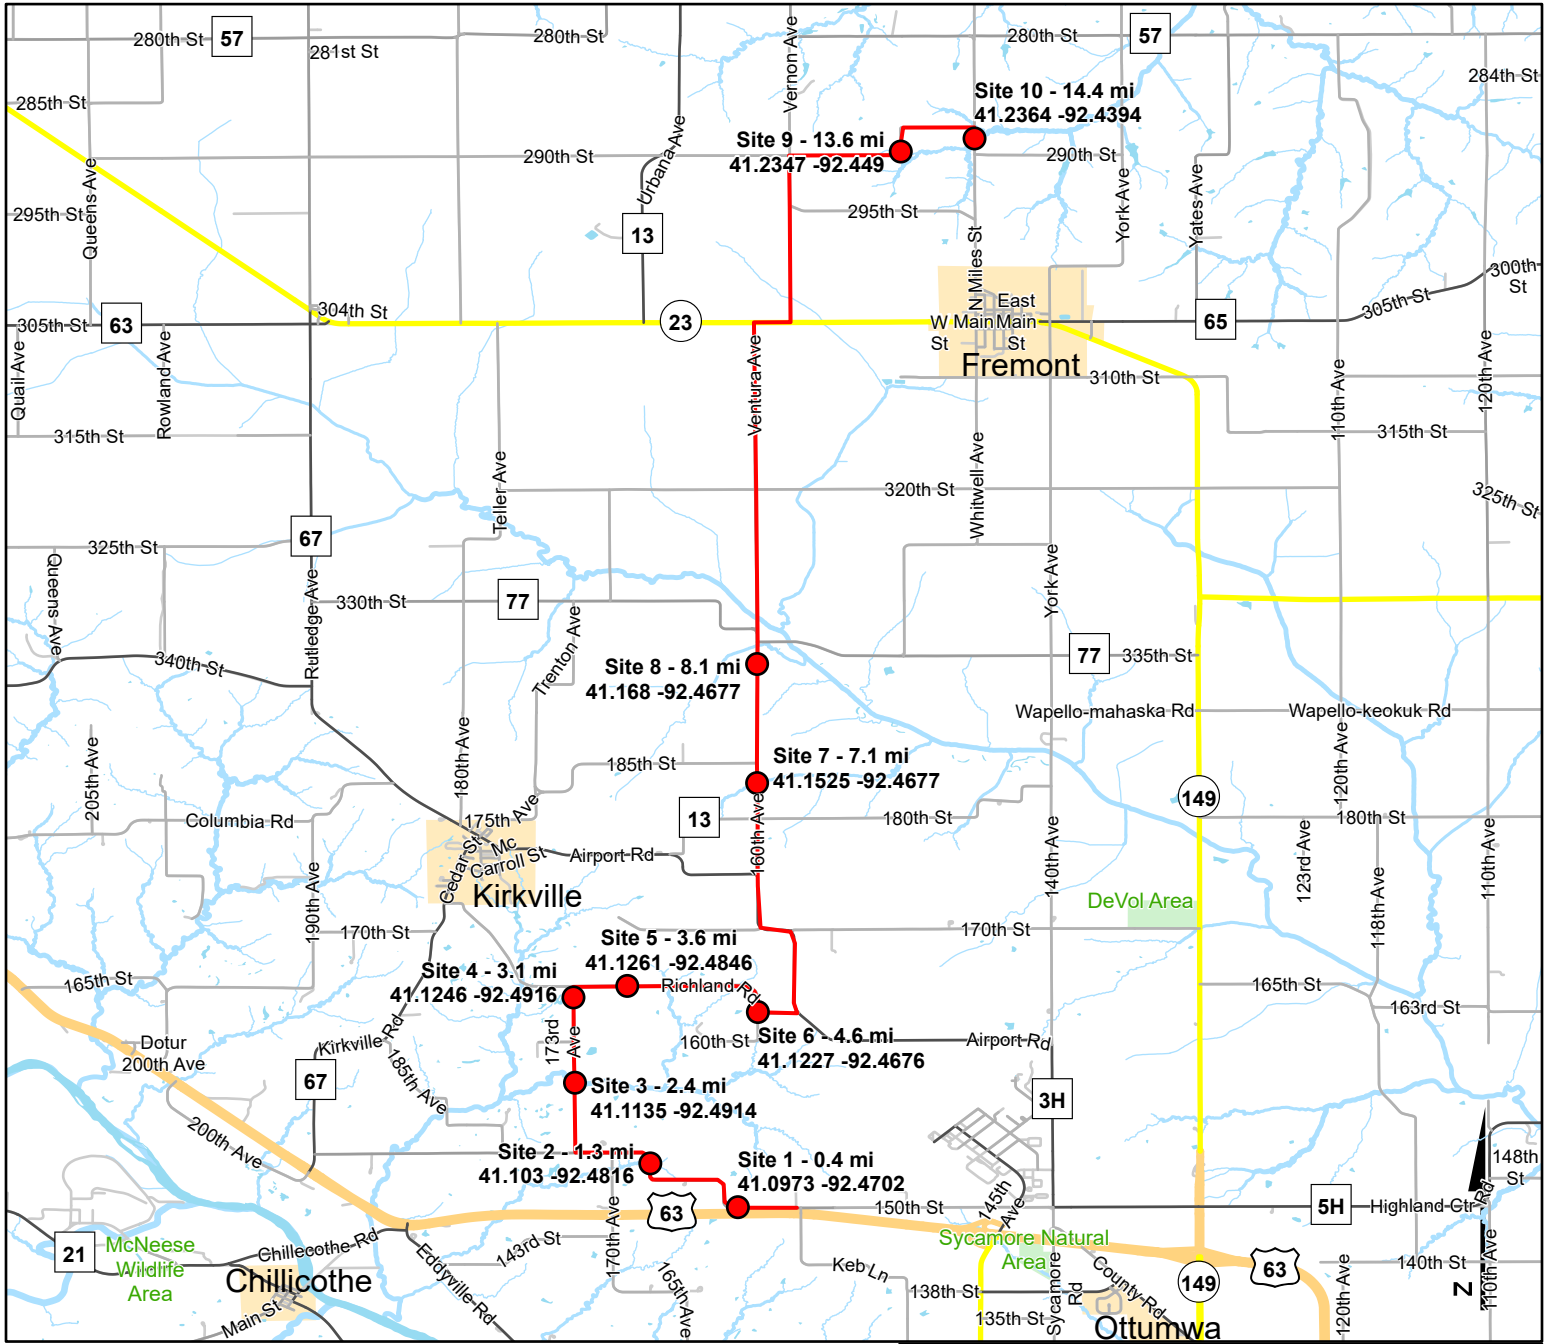 280th St
57
281st St
280th St
Vernon Ave
280th St
57
284th St
285th St
Site 10 - 14.4 mi
41.2364 -92.4394
Site 9 - 13.6 mi
41.2347 -92.449
290th St
290th St
Urbana Ave
Queens Ave
York Ave
Yates Ave
295th St
295th St
13
N Miles St
300th
St
305th St
304th St
305th St
63
23
65
East
W Main Main
St
St
Fremont
Quail Ave
Rowland Ave
Ventura Ave
310th St
110th Ave
120th Ave
315th St
315th St
Teller Ave
Whitwell Ave
320th St
325th St
325th St
67
Queens Ave
Rutledge Ave
330th St
77
York Ave
Trenton Ave
340th St
Site 8 - 8.1 mi
41.168 -92.4677
77
335th St
Wapello-mahaska Rd
Wapello-keokuk Rd
205th Ave
180th Ave
185th St
Site 7 - 7.1 mi
41.1525 -92.4677
120th Ave
149
175th Ave
Columbia Rd
13
180th St
180th St
160th Ave
Cedar St
Mc
Carroll St
Airport Rd
Kirkville
140th Ave
123rd Ave
110th Ave
118th Ave
190th Ave
DeVol Area
170th St
170th St
Site 5 - 3.6 mi
41.1261 -92.4846
Site 4 - 3.1 mi
41.1246 -92.4916
Richland Rd
165th St
165th St
163rd St
173rd
Ave
160th St
Site 6 - 4.6 mi
41.1227 -92.4676
Airport Rd
Dotur
200th Ave
Kirkville Rd
185th Ave
67
Site 3 - 2.4 mi
41.1135 -92.4914
3H
200th Ave
Site 2 - 1.3 mi
41.103 -92.4816
Site 1 - 0.4 mi
41.0973 -92.4702
148th
St
63
150th St
145th
Ave
5H
Highland Ctr Rd
170th Ave
21
McNeese
Wildlife
Area
Chillecothe Rd
Eddyville Rd
143rd St
165th Ave
Keb Ln
Sycamore Natural
Area
Sycamore
Rd
County Rd
63
140th St
120th Ave
110th Ave
Chillicothe
Main St
138th St
135th St
149
Ottumwa
N